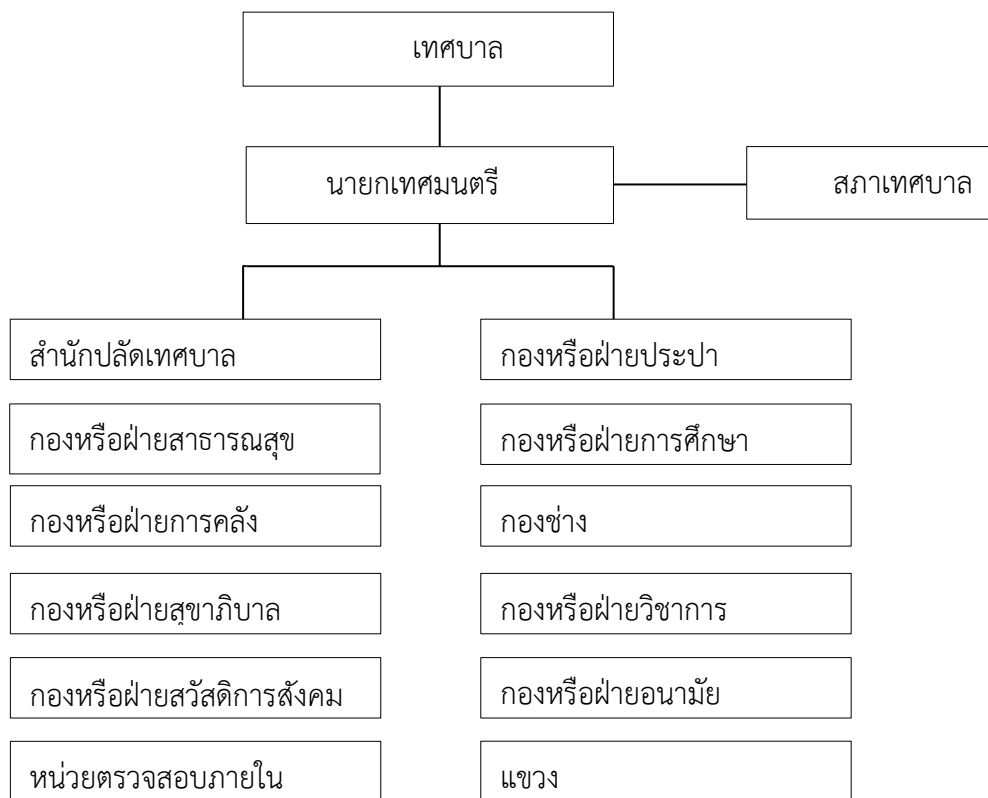 เทศบาล
นายกเทศมนตรี
สภาเทศบาล
สำนักปลัดเทศบาล
กองหรือฝ่ายประปา
กองหรือฝ่ายสาธารณสุข
กองหรือฝ่ายการศึกษา
กองหรือฝ่ายการคลัง
กองช่าง
กองหรือฝ่ายสุขาภิบาล
กองหรือฝ่ายวิชาการ
กองหรือฝ่ายสวัสดิการสังคม
กองหรือฝ่ายอนามัย
หน่วยตรวจสอบภายใน
แขวง